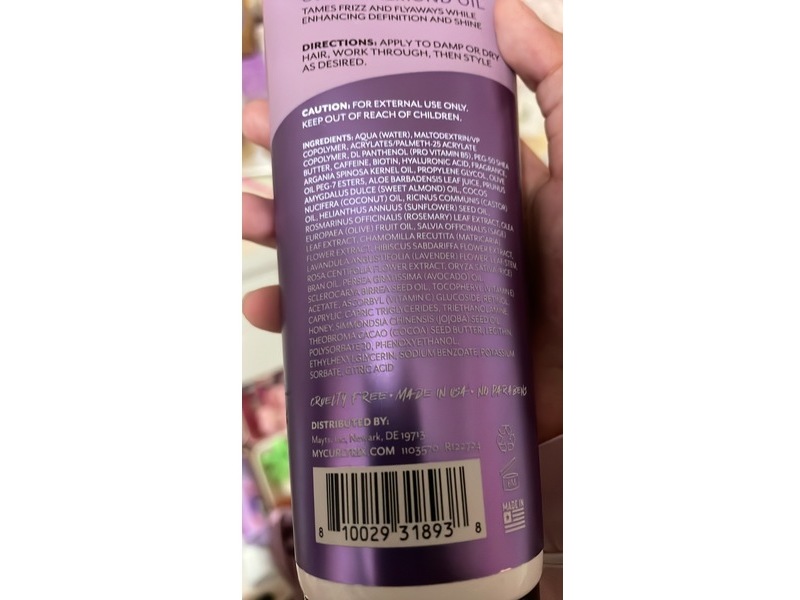 OIL
TAMES FRIZZ AND FLYAWAYS WHILE
ENHANCING DEFINITION AND SHINE
DIRECTIONS: APPLY TO DAMP OR DRY
HAIR, WORK THROUGH, THEN STYLE
AS DESIRED.
CAUTION: FOR EXTERNAL USE ONLY.
KEEP OUT OF REACH OF CHILDREN.
INGREDIENTS: AQUA (WATER), MALTODEXTRIN/VP
COPOLYMER, ACRYLATES/PALMETH-25 ACRYLATE
COPOLYMER, DL PANTHENOL (PRO VITAMIN B5), PEG-50 SHEA
BUTTER, CAFFEINE, BIOTIN, HYALURONIC ACID, FRAGRANCE,
ARGANIA SPINOSA KERNEL OIL, PROPYLENE GLYCOL, OLIVE
OIL PEG-7 ESTERS, ALOE BARBADENSIS LEAF JUICE, PRUNUS
AMYGDALUS DULCE (SWEET ALMOND) OIL, COCOS
NUCIFERA (COCONUT) OIL, RICINUS COMMUNIS (CASTOR)
OIL, HELIANTHUS ANNUUS (SUNFLOWER) SEED OIL,
ROSMARINUS OFFICINALIS (ROSEMARY) LEAF EXTRACT, OLEA
EUROPAEA (OLIVE) FRUIT OIL, SALVIA OFFICINALIS (SAGE)
LEAF EXTRACT, CHAMOMILLA RECUTITA (MATRICARIA)
FLOWER EXTRACT, HIBISCUS SABDARIFFA FLOWER EXTRACT,
LAVANDULA ANGUSTIFOLIA (LAVENDER) FLOWER/LEAF/STEM,
ROSA CENTIFOLIA FLOWER EXTRACT, ORYZA SATIVA (RICE)
BRAN OIL, PERSEA GRATISSIMA (AVOCADO) OIL,
SCLEROCARYA BIRREA SEED OIL, TOCOPHERYL (VITAMIN E)
ACETATE, ASCORBYL (VITAMIN C) GLUCOSIDE,
CAPRYLIC CAPRIC TRIGLYCERIDES, TRIETHANOLAMINE,
HONEY, SIMMONDSIA CHINENSIS (JOJOBA) SEED OIL,
THEOBROMA CACAO (COCOA) SEED BUTTER, LECITHIN,
POLYSORBATE 20, PHENOXYETHANOL,
ETHYLHEXYLGLYCERIN, SODIUM BENZOATE, POTASSIUM
SORBATE, CITRIC ACID
CRUELTY FREE • MADE IN USA • NO PARABENS
DISTRIBUTED BY:
Inc, Newark, DE 19713
1103570 R122721
MADE IN
8 10029 31893 8